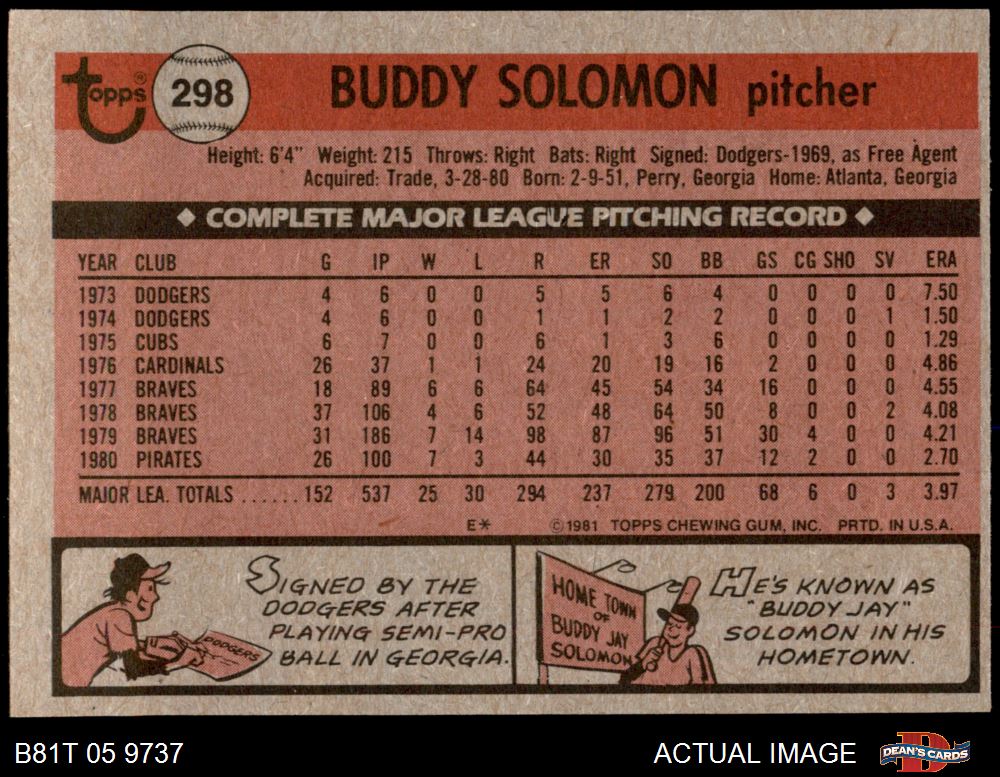 Topps® 298 BUDDY SOLOMON pitcher
Height: 6'4" Weight: 215 Throws: Right Bats: Right Signed: Dodgers-1969, as Free Agent
Acquired: Trade, 3-28-80 Born: 2-9-51, Perry, Georgia Home: Atlanta, Georgia
◆ COMPLETE MAJOR LEAGUE PITCHING RECORD ◆
YEAR CLUB G IP W L R ER SO BB GS CG SHO SV ERA
1973 DODGERS 4 6 0 0 5 5 6 4 0 0 0 0 7.50
1974 DODGERS 4 6 0 0 1 1 2 2 0 0 0 1 1.50
1975 CUBS 6 7 0 0 6 1 3 6 0 0 0 0 1.29
1976 CARDINALS 26 37 1 1 24 20 19 16 2 0 0 0 4.86
1977 BRAVES 18 89 6 6 64 45 54 34 16 0 0 0 4.55
1978 BRAVES 37 106 4 6 52 48 64 50 8 0 0 2 4.08
1979 BRAVES 31 186 7 14 98 87 96 51 30 4 0 0 4.21
1980 PIRATES 26 100 7 3 44 30 35 37 12 2 0 0 2.70
MAJOR LEA. TOTALS ...... 152 537 25 30 294 237 279 200 68 6 0 3 3.97
E* ©1981 TOPPS CHEWING GUM, INC. PRTD. IN U.S.A.
SIGNED BY THE
DODGERS AFTER
PLAYING SEMI-PRO
BALL IN GEORGIA.
DODGERS
HOME TOWN
OF
BUDDY JAY
SOLOMON
HE'S KNOWN AS
"BUDDY JAY"
SOLOMON IN HIS
HOMETOWN.
B81T 05 9737 ACTUAL IMAGE DEAN'S CARDS